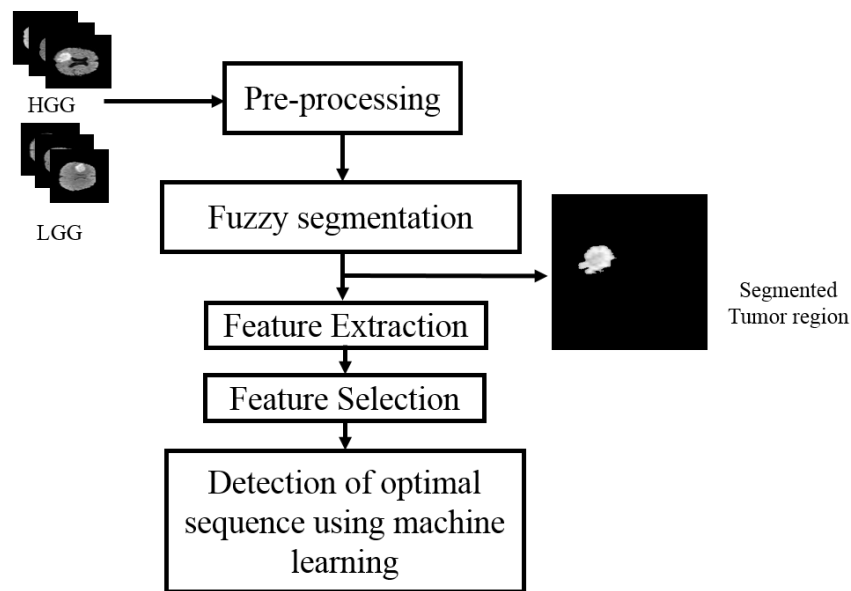 HGG
LGG
Pre-processing
Fuzzy segmentation
Segmented
Tumor region
Feature Extraction
Feature Selection
Detection of optimal
sequence using machine
learning